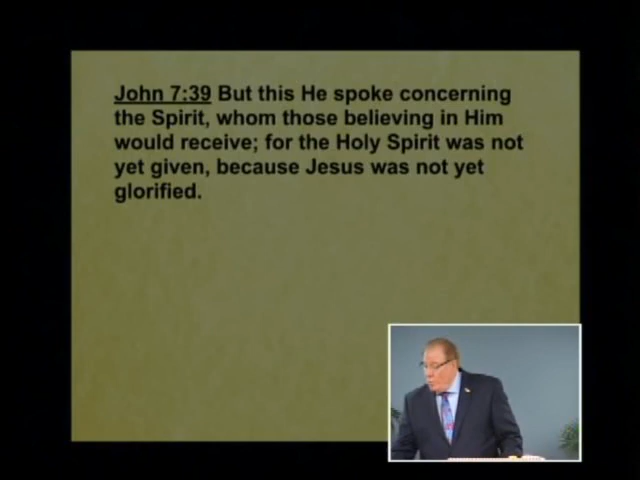 John 7:39 But this He spoke concerning
the Spirit, whom those believing in Him
would receive; for the Holy Spirit was not
yet given, because Jesus was not yet
glorified.